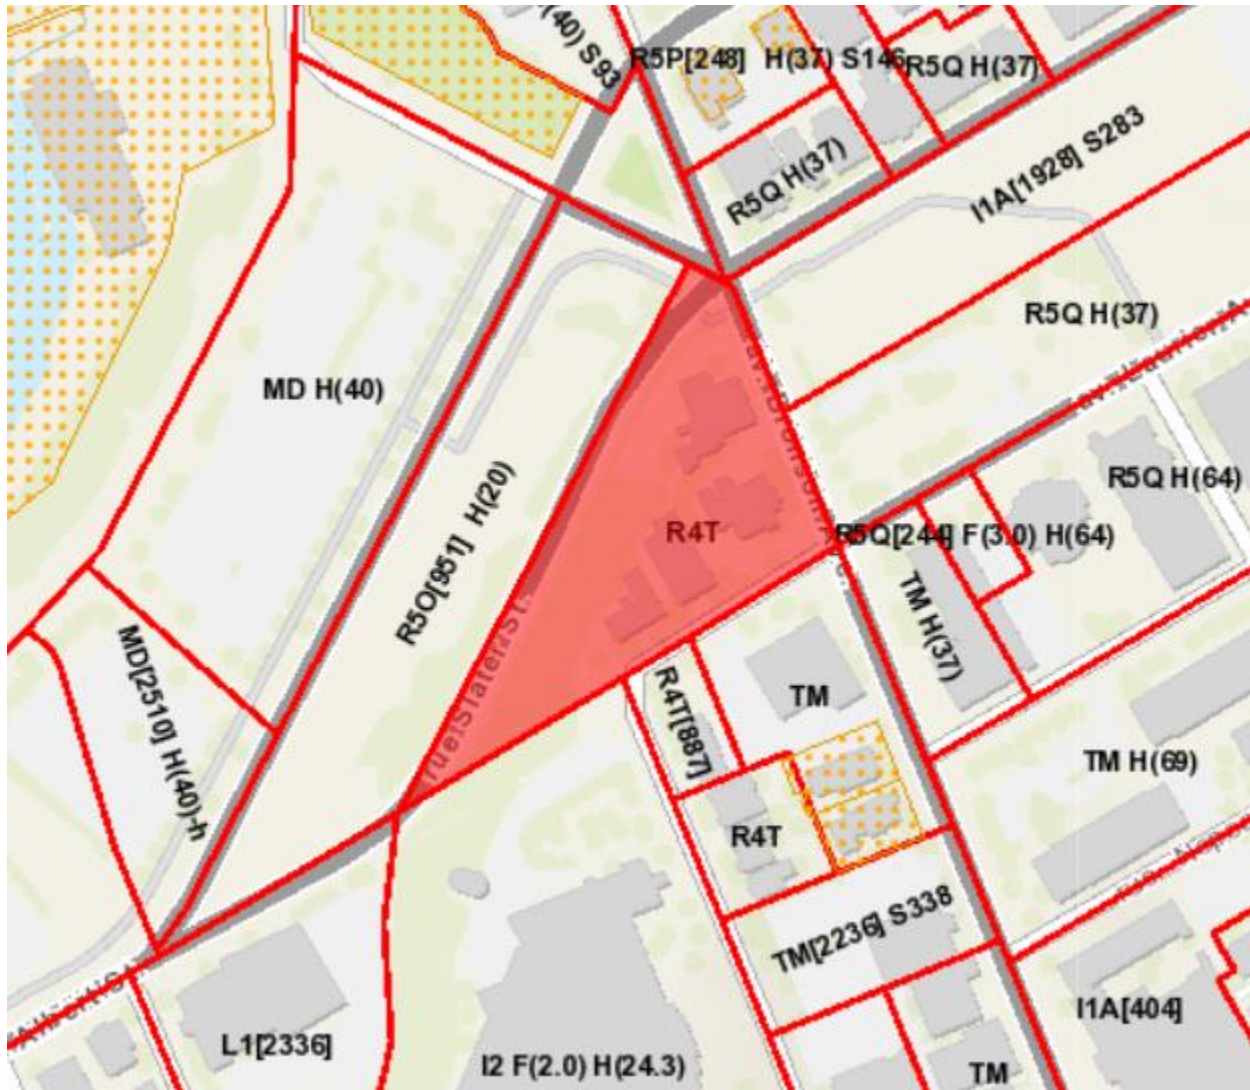 (40) S93
R5P[248] H(37) S146
R5Q H(37)
R5Q H(37)
I1A[1928] S283
R5Q H(37)
MD H(40)
R5Q H(64)
R5O[951] H(20)
R4T
R5Q[244] F(3.0) H(64)
TM H(37)
MD[2510] H(40)-h
R4T[887]
TM
TM H(69)
R4T
TM[2236] S338
I1A[404]
L1[2336]
I2 F(2.0) H(24.3)
TM